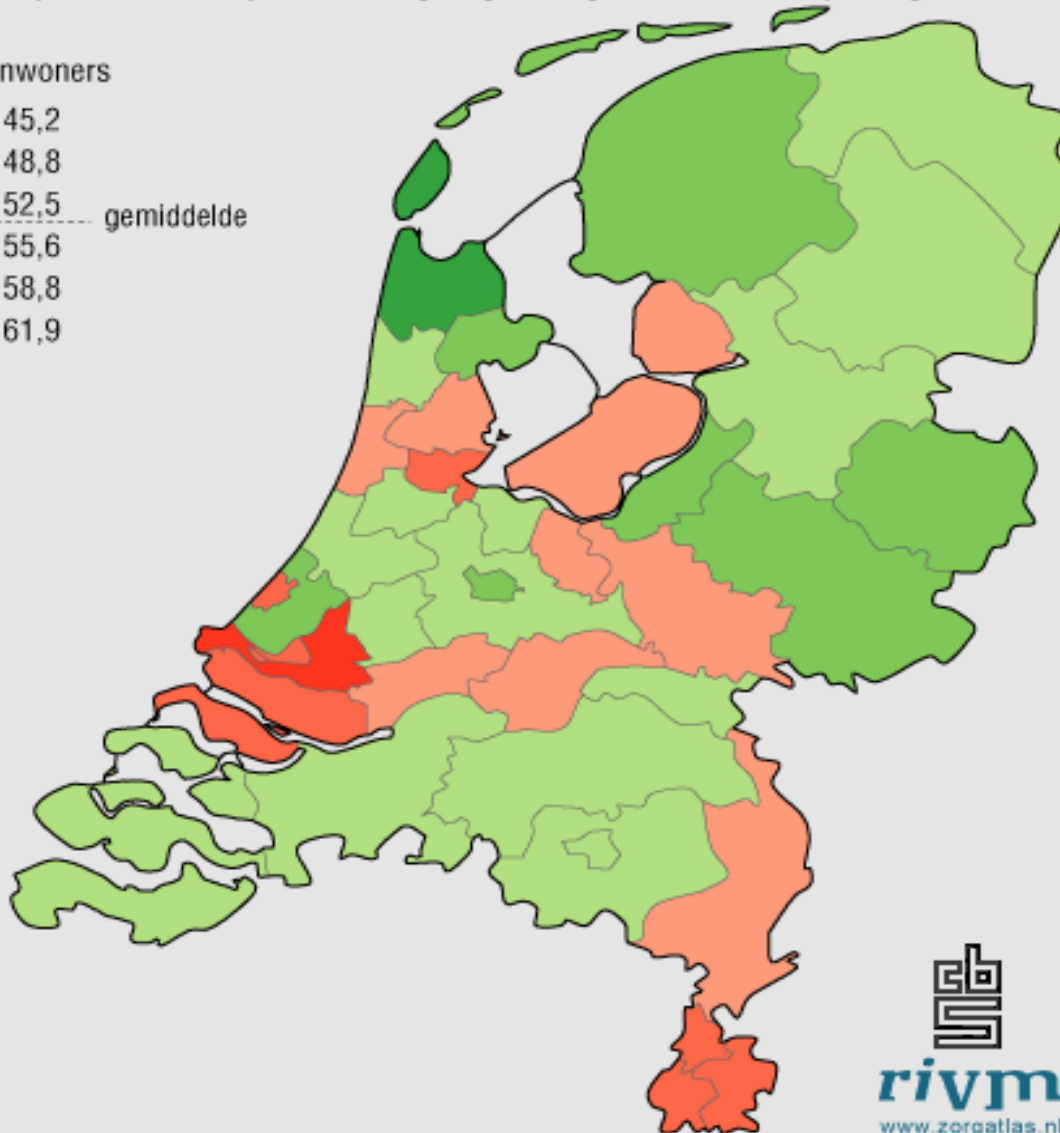 nwoners
45,2
48,8
52,5
gemiddelde
55,6
58,8
61,9
cbs
rivm
www.zorgatlas.nl